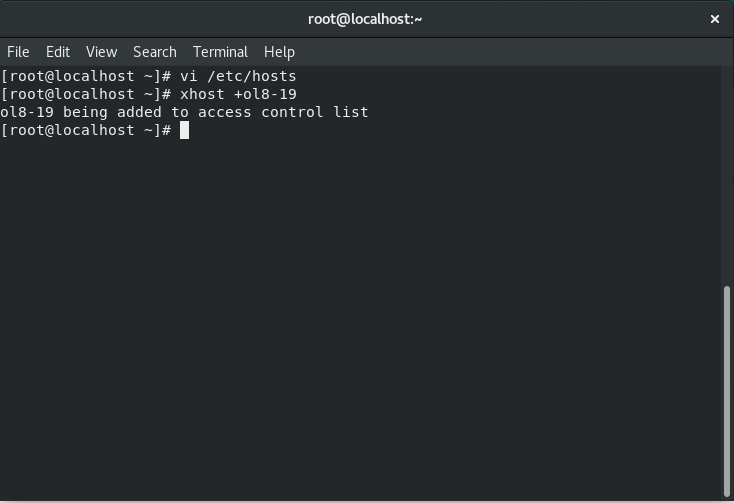 root@localhost:~
File Edit View Search Terminal Help
[root@localhost ~]# vi /etc/hosts
[root@localhost ~]# xhost +ol8-19
ol8-19 being added to access control list
[root@localhost ~]#